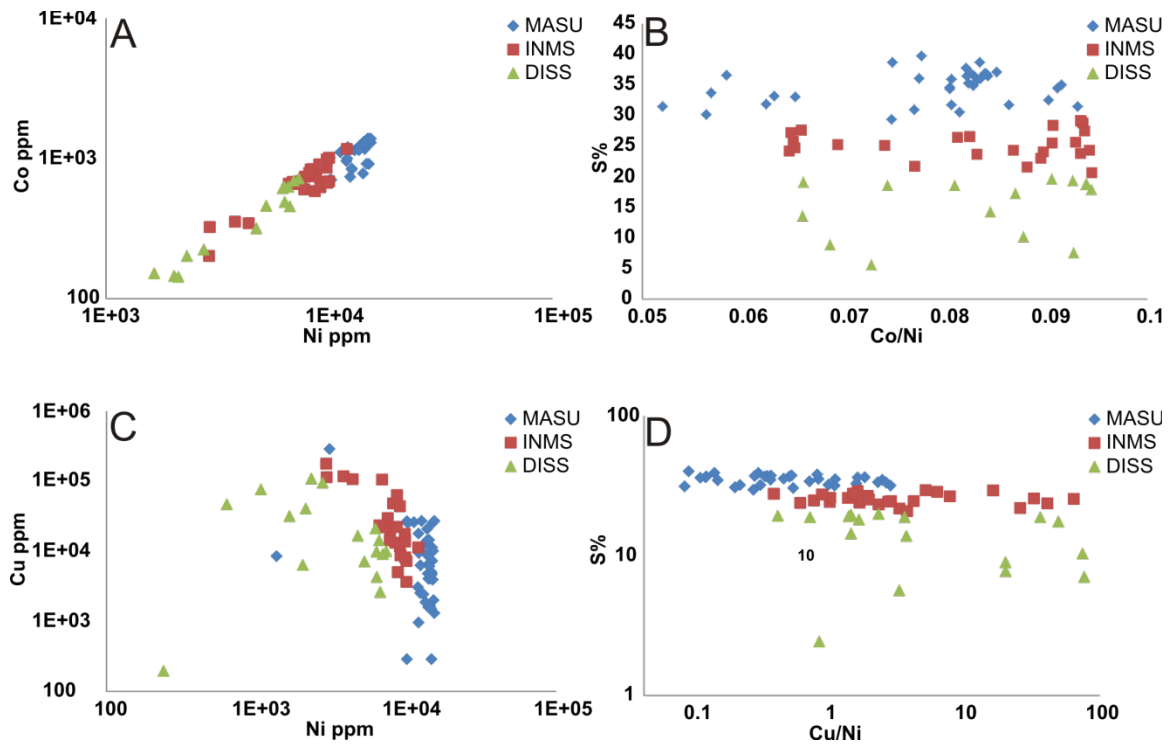 A
1E+04
1E+03
100
Co ppm
1E+03
1E+04
1E+05
Ni ppm
MASU
INMS
DISS
B
45
40
35
30
25
20
15
10
5
0
S%
0.05
0.06
0.07
0.08
0.09
0.1
Co/Ni
MASU
INMS
DISS
C
1E+06
1E+05
1E+04
1E+03
100
Cu ppm
100
1E+03
1E+04
1E+05
Ni ppm
MASU
INMS
DISS
D
100
10
1
S%
10
0.1
1
10
100
Cu/Ni
MASU
INMS
DISS